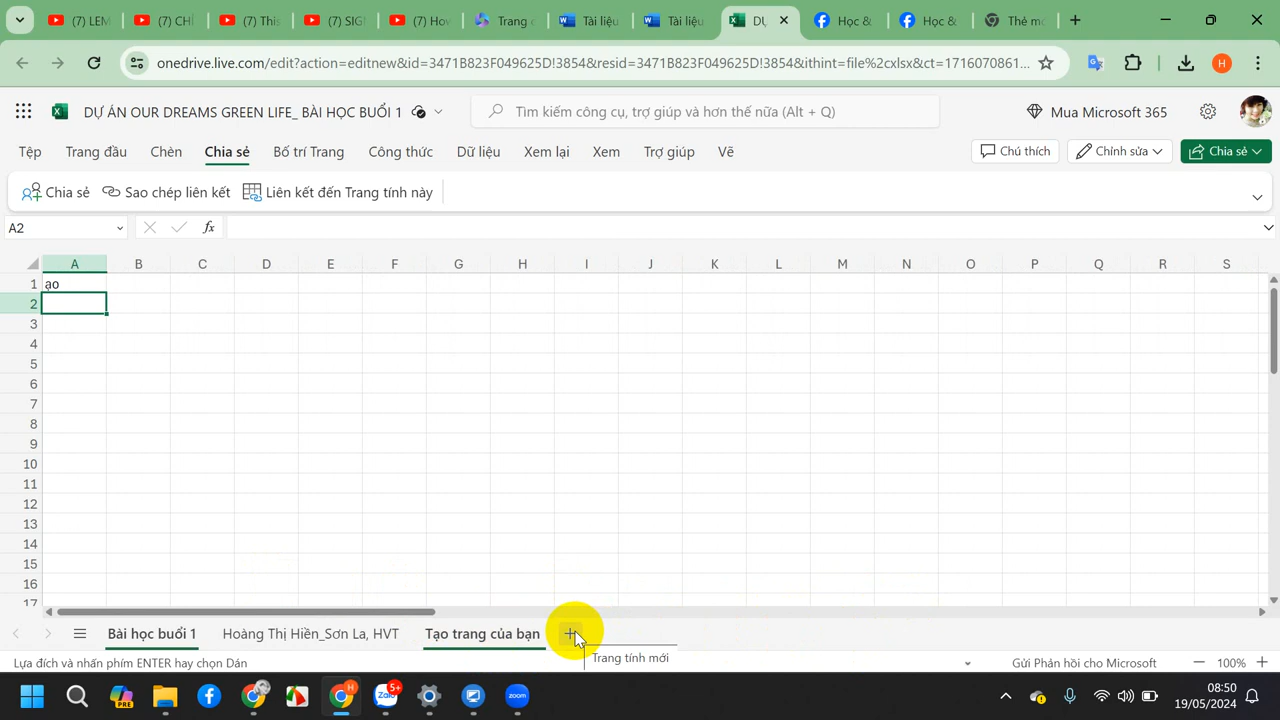 (7) LEM
(7) CHỈ
(7) This
(7) SIGI
(7) How
Trang c
Tài liệu
Tài liệu
DỰ
Học &
Học &
Thẻ mớ
onedrive.live.com/edit?action=editnew&id=3471B823F049625D!3854&resid=3471B823F049625D!3854&ithint=file%2cxlsx&ct=1716070861...
H
DỰ ÁN OUR DREAMS GREEN LIFE_ BÀI HỌC BUỔI 1
Tìm kiếm công cụ, trợ giúp và hơn thế nữa (Alt + Q)
Mua Microsoft 365
Tệp Trang đầu Chèn Chia sẻ Bố trí Trang Công thức Dữ liệu Xem lại Xem Trợ giúp Vẽ
Chú thích Chỉnh sửa Chia sẻ
Chia sẻ Sao chép liên kết Liên kết đến Trang tính này
A2 fx
A B C D E F G H I J K L M N O P Q R S
1 ạo
2
3
4
5
6
7
8
9
10
11
12
13
14
15
16
17
Bài học buổi 1 Hoàng Thị Hiền_Sơn La, HVT Tạo trang của bạn
Trang tính mới
Lựa đích và nhấn phím ENTER hay chọn Dán
Gửi Phản hồi cho Microsoft 100%
PRE
H
Zalo
5+
zoom
08:50
19/05/2024